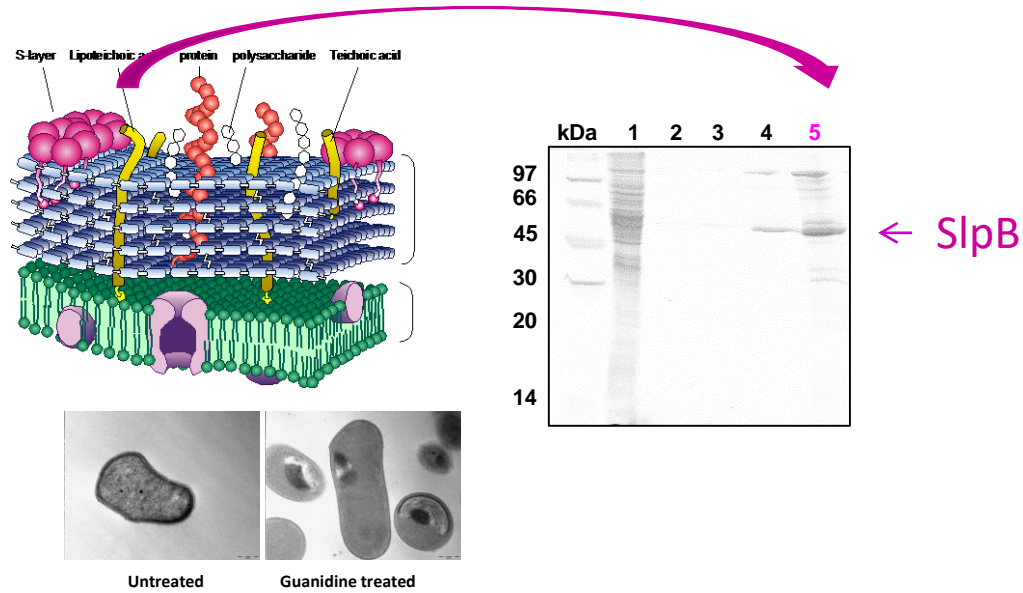 S-layer Lipoteichoic protein polysaccharide Teichoic acid
kDa 1 2 3 4 5
97
66
45
30
20
14
SlpB
Untreated Guanidine treated